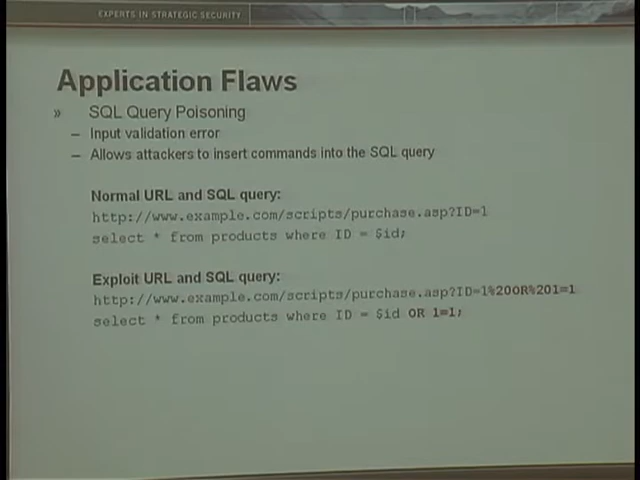 EXPERTS IN STRATEGIC SECURITY
Application Flaws
» SQL Query Poisoning
– Input validation error
– Allows attackers to insert commands into the SQL query
Normal URL and SQL query:
http://www.example.com/scripts/purchase.asp?ID=1
select * from products where ID = $id;
Exploit URL and SQL query:
http://www.example.com/scripts/purchase.asp?ID=1%20OR%201=1
select * from products where ID = $id OR 1=1;